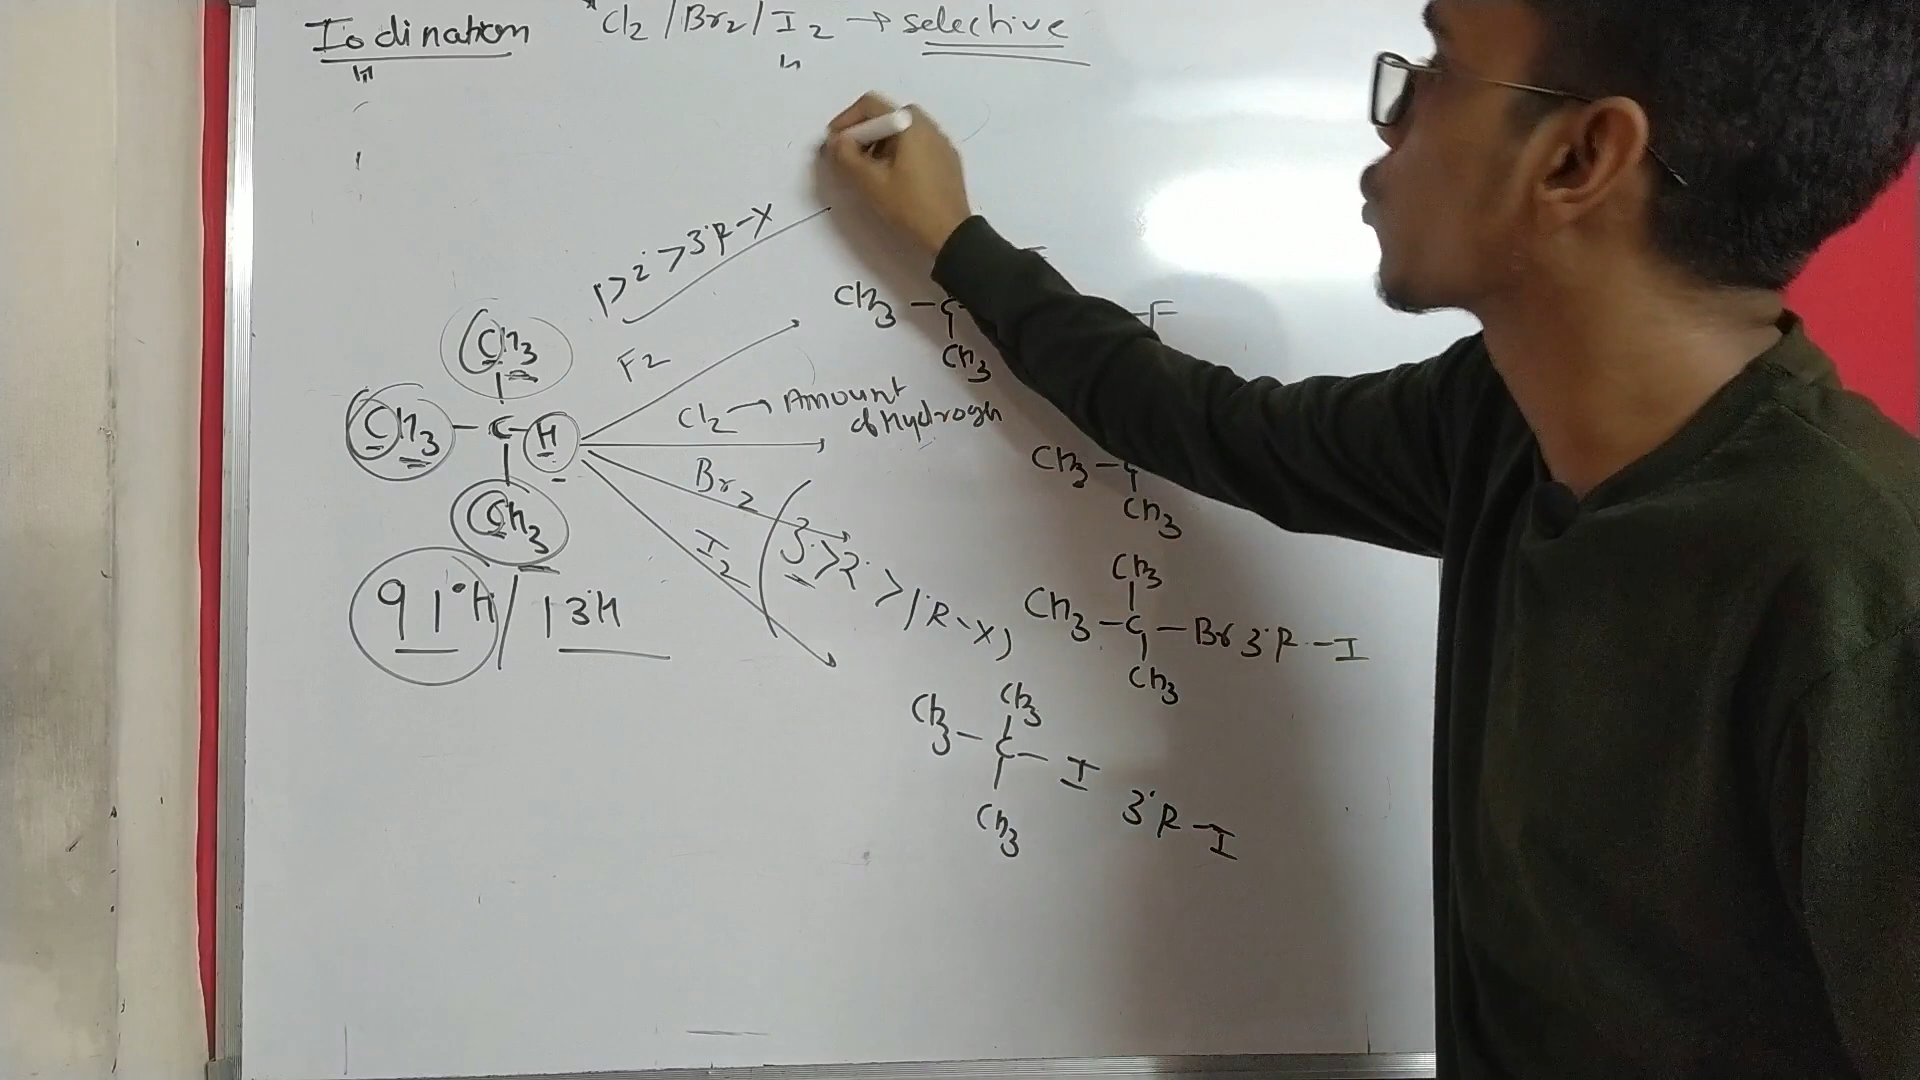 Iodination
*Cl2 /Br2/I2 → selective
1>2°>3°R-X
F2
Cl2 → Amount
of Hydrogn
Br2
I2
(3°>2°>1°R-X)
CH3
CH3-C-H
CH3
91°H/13°H
CH3-C
CH3
F
CH3-C
CH3
CH3
CH3-C-Br 3°R-I
CH3
CH3
CH3-C-I
CH3
3°R-I